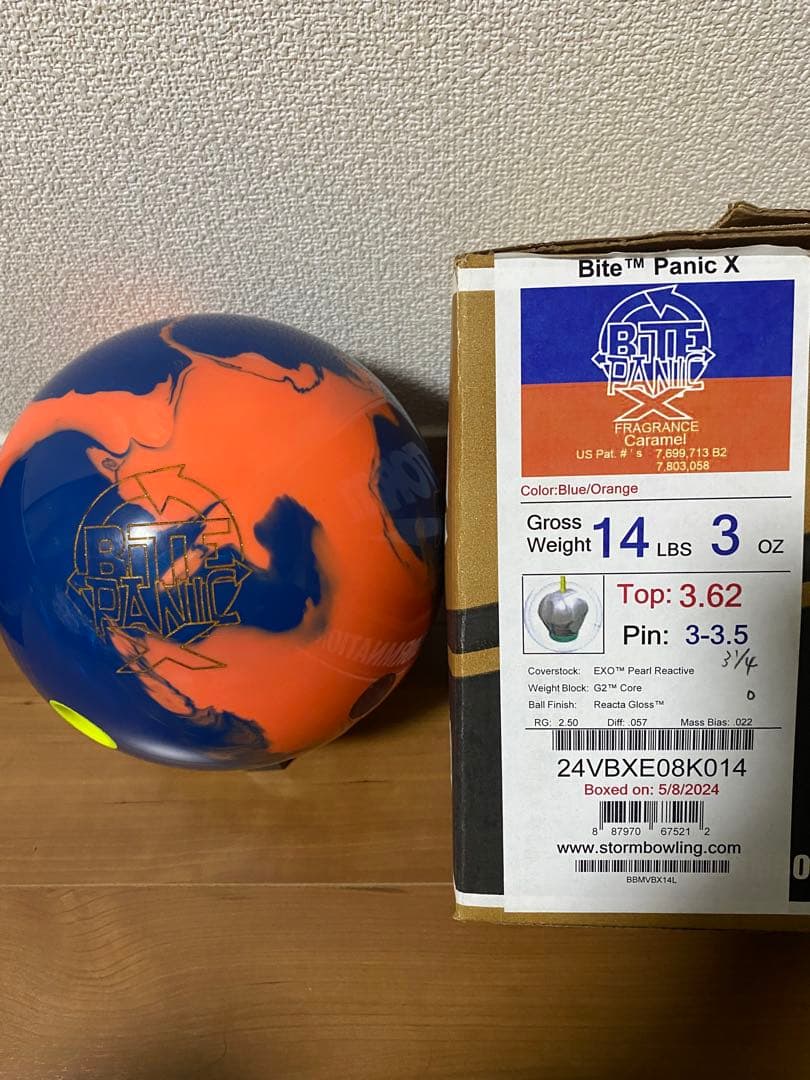 BiTE
PANIC
X
Bite™ Panic X
BiTE
PANIC
X
FRAGRANCE
Caramel
US Pat. # ' s 7,699,713 B2
7,803,058
Color:Blue/Orange
Gross
Weight 14 LBS 3 OZ
Top: 3.62
Pin: 3-3.5
3 1/4
Coverstock: EXO™ Pearl Reactive
Weight Block: G2™ Core
0
Ball Finish: Reacta Gloss™
RG: 2.50 Diff: .057 Mass Bias: .022
24VBXE08K014
Boxed on: 5/8/2024
8 87970 67521 2
www.stormbowling.com
BBMVBX14L